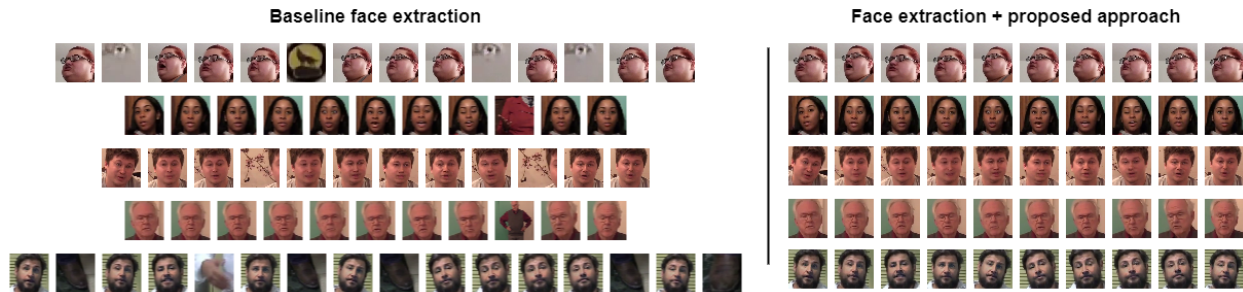 Baseline face extraction
Face extraction + proposed approach